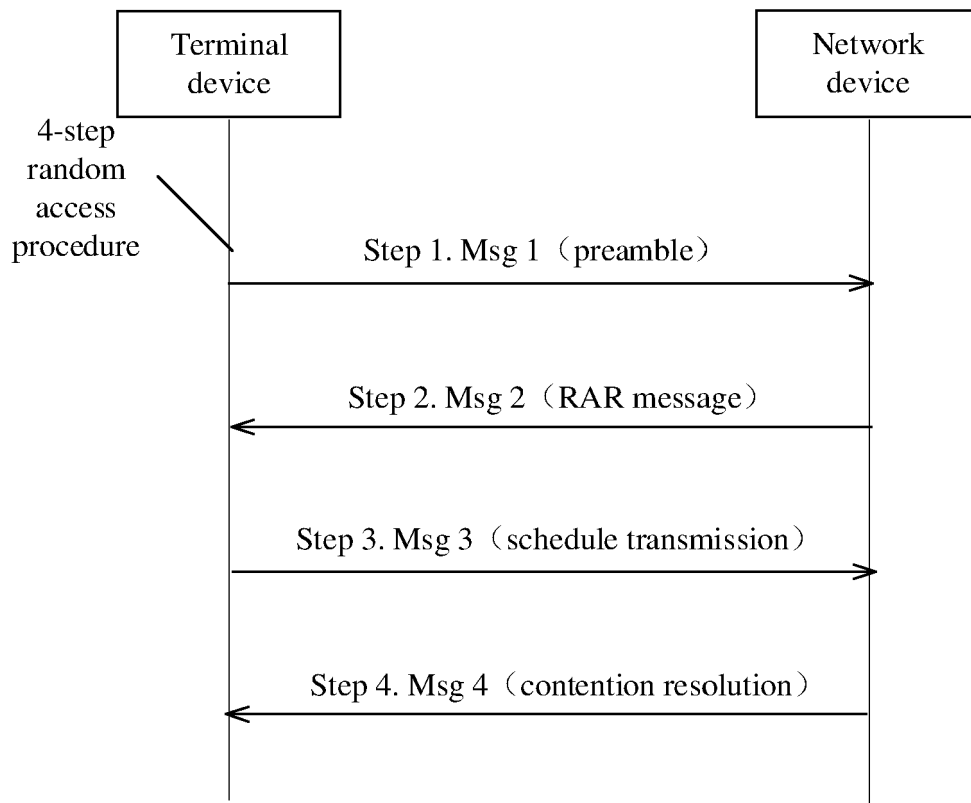 Terminal
device
Network
device
4-step
random
access
procedure
Step 1. Msg 1（preamble）
Step 2. Msg 2（RAR message）
Step 3. Msg 3（schedule transmission）
Step 4. Msg 4（contention resolution）